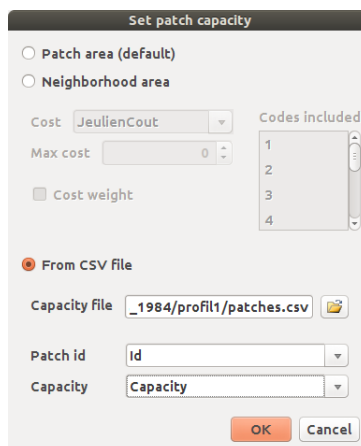 Set patch capacity
Patch area (default)
Neighborhood area
Cost JeulienCout
Codes included
Max cost 0
1
2
3
4
Cost weight
From CSV file
Capacity file _1984/profil1/patches.csv
Patch id Id
Capacity Capacity
OK Cancel